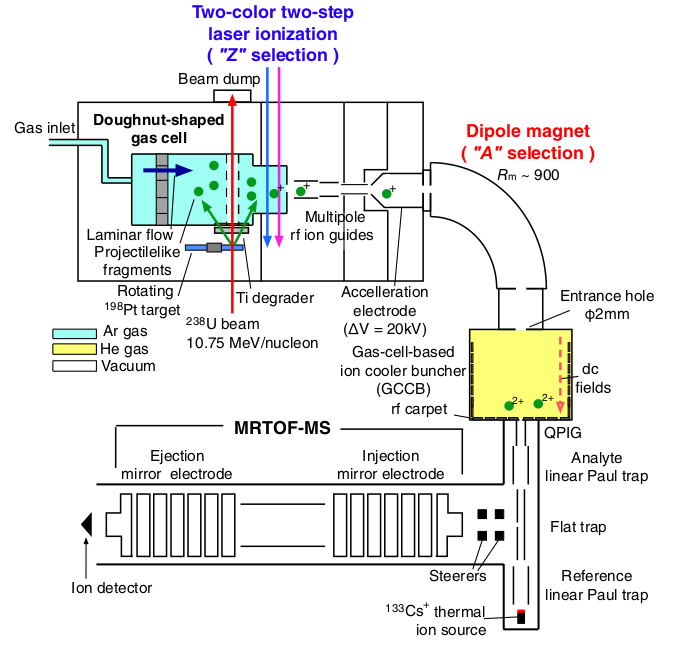 Two-color two-step
laser ionization
( "Z" selection )
Beam dump
Gas inlet
Doughnut-shaped
gas cell
Dipole magnet
( "A" selection )
Rm ~ 900
+
+
+
Laminar flow
Projectilelike
fragments
Multipole
rf ion guides
Rotating
198Pt target
Ti degrader
Accelleration
electrode
(ΔV = 20kV)
Entrance hole
φ2mm
238U beam
10.75 MeV/nucleon
Ar gas
He gas
Vacuum
Gas-cell-based
ion cooler buncher
(GCCB)
rf carpet
dc
fields
2+
2+
QPIG
MRTOF-MS
Ejection
mirror electrode
Injection
mirror electrode
Analyte
linear Paul trap
Flat trap
Steerers
Ion detector
Reference
linear Paul trap
133Cs+ thermal
ion source